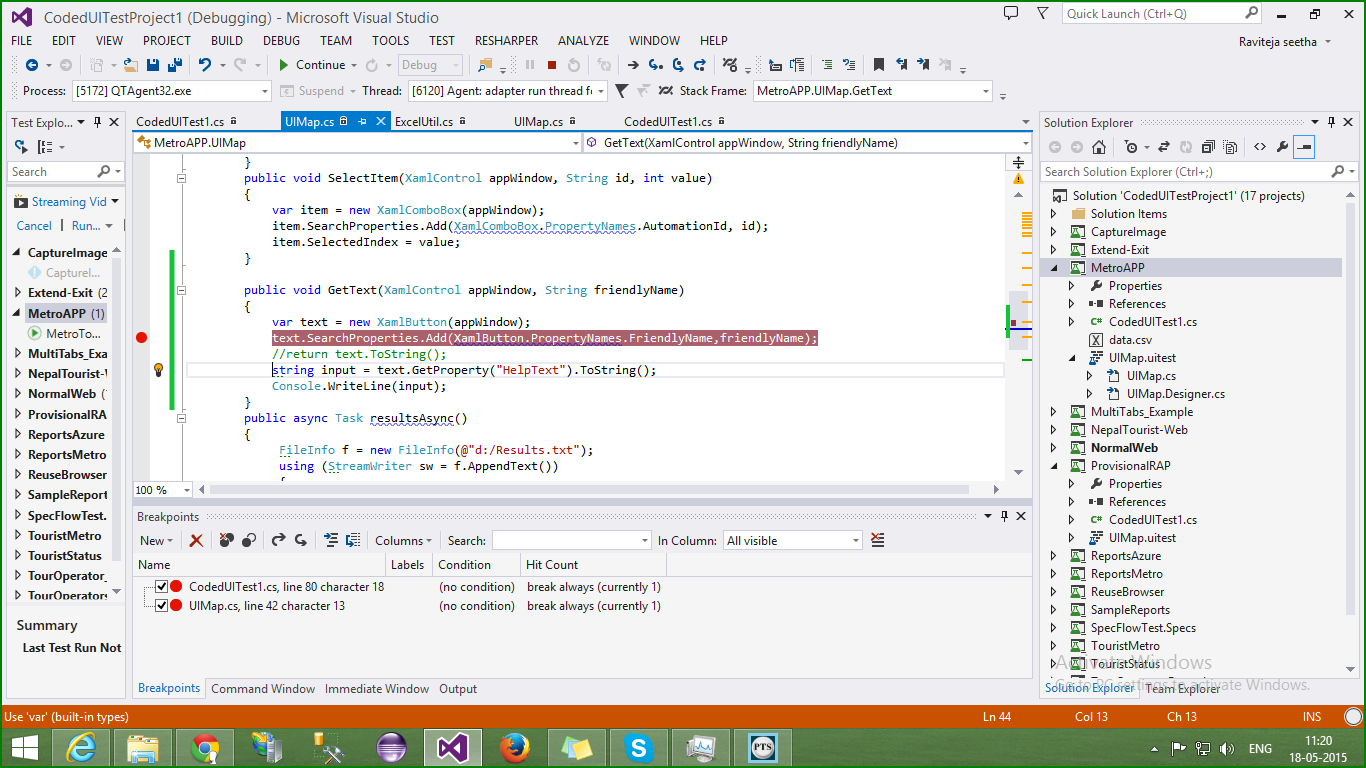 CodedUITestProject1 (Debugging) - Microsoft Visual Studio
Quick Launch (Ctrl+Q)
FILE EDIT VIEW PROJECT BUILD DEBUG TEAM TOOLS TEST RESHARPER ANALYZE WINDOW HELP
Raviteja seetha
Continue Debug
Process: [5172] QTAgent32.exe Suspend Thread: [6120] Agent: adapter run thread fo Stack Frame: MetroAPP.UIMap.GetText
Test Explo...
Search
Streaming Vid
Cancel | Run...
CaptureImage
CaptureI...
Extend-Exit (2
MetroAPP (1)
MetroTo...
MultiTabs_Exa
NepalTourist-W
NormalWeb (
ProvisionalRA
ReportsAzure
ReportsMetro
ReuseBrowser
SampleReport
SpecFlowTest.
TouristMetro
TouristStatus
TourOperator_
TourOperators
Summary
Last Test Run Not
CodedUITest1.cs UIMap.cs ExcelUtil.cs UIMap.cs CodedUITest1.cs
MetroAPP.UIMap GetText(XamlControl appWindow, String friendlyName)
}
public void SelectItem(XamlControl appWindow, String id, int value)
{
var item = new XamlComboBox(appWindow);
item.SearchProperties.Add(XamlComboBox.PropertyNames.AutomationId, id);
item.SelectedIndex = value;
}
public void GetText(XamlControl appWindow, String friendlyName)
{
var text = new XamlButton(appWindow);
text.SearchProperties.Add(XamlButton.PropertyNames.FriendlyName,friendlyName);
//return text.ToString();
string input = text.GetProperty("HelpText").ToString();
Console.WriteLine(input);
}
public async Task resultsAsync()
{
FileInfo f = new FileInfo(@"d:/Results.txt");
using (StreamWriter sw = f.AppendText())
{
100 %
Breakpoints
New Columns Search: In Column: All visible
Name Labels Condition Hit Count
CodedUITest1.cs, line 80 character 18 (no condition) break always (currently 1)
UIMap.cs, line 42 character 13 (no condition) break always (currently 1)
Breakpoints Command Window Immediate Window Output
Solution Explorer
Search Solution Explorer (Ctrl+;)
Solution 'CodedUITestProject1' (17 projects)
Solution Items
CaptureImage
Extend-Exit
MetroAPP
Properties
References
C# CodedUITest1.cs
data.csv
UIMap.uitest
UIMap.cs
UIMap.Designer.cs
MultiTabs_Example
NepalTourist-Web
NormalWeb
ProvisionalRAP
Properties
References
C# CodedUITest1.cs
UIMap.uitest
ReportsAzure
ReportsMetro
ReuseBrowser
SampleReports
SpecFlowTest.Specs
TouristMetro
TouristStatus
Activate Windows
Go to PC settings to activate Windows.
Solution Explorer Team Explorer
Use 'var' (built-in types) Ln 44 Col 13 Ch 13 INS
PTS
ENG
11:20
18-05-2015